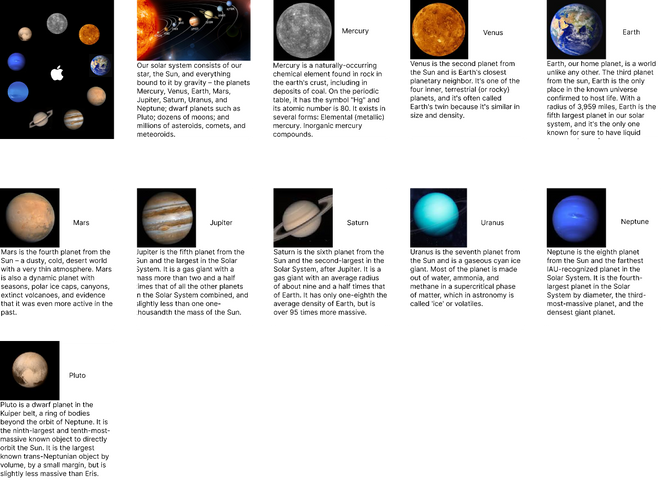 Our solar system consists of our
star, the Sun, and everything
bound to it by gravity – the planets
Mercury, Venus, Earth, Mars,
Jupiter, Saturn, Uranus, and
Neptune; dwarf planets such as
Pluto; dozens of moons; and
millions of asteroids, comets, and
meteoroids.
Mercury
Mercury is a naturally-occurring
chemical element found in rock in
the earth's crust, including in
deposits of coal. On the periodic
table, it has the symbol "Hg" and
its atomic number is 80. It exists in
several forms: Elemental (metallic)
mercury. Inorganic mercury
compounds.
Venus
Venus is the second planet from
the Sun and is Earth's closest
planetary neighbor. It's one of the
four inner, terrestrial (or rocky)
planets, and it's often called
Earth's twin because it's similar in
size and density.
Earth
Earth, our home planet, is a world
unlike any other. The third planet
from the sun, Earth is the only
place in the known universe
confirmed to host life. With a
radius of 3,959 miles, Earth is the
fifth largest planet in our solar
system, and it's the only one
known for sure to have liquid
Mars
Mars is the fourth planet from the
Sun – a dusty, cold, desert world
with a very thin atmosphere. Mars
is also a dynamic planet with
seasons, polar ice caps, canyons,
extinct volcanoes, and evidence
that it was even more active in the
past.
Jupiter
Jupiter is the fifth planet from the
Sun and the largest in the Solar
System. It is a gas giant with a
mass more than two and a half
times that of all the other planets
in the Solar System combined, and
slightly less than one one-
thousandth the mass of the Sun.
Saturn
Saturn is the sixth planet from the
Sun and the second-largest in the
Solar System, after Jupiter. It is a
gas giant with an average radius
of about nine and a half times that
of Earth. It has only one-eighth the
average density of Earth, but is
over 95 times more massive.
Uranus
Uranus is the seventh planet from
the Sun and is a gaseous cyan ice
giant. Most of the planet is made
out of water, ammonia, and
methane in a supercritical phase
of matter, which in astronomy is
called 'ice' or volatiles.
Neptune
Neptune is the eighth planet
from the Sun and the farthest
IAU-recognized planet in the
Solar System. It is the fourth-
largest planet in the Solar
System by diameter, the third-
most-massive planet, and the
densest giant planet.
Pluto
Pluto is a dwarf planet in the
Kuiper belt, a ring of bodies
beyond the orbit of Neptune. It is
the ninth-largest and tenth-most-
massive known object to directly
orbit the Sun. It is the largest
known trans-Neptunian object by
volume, by a small margin, but is
slightly less massive than Eris.